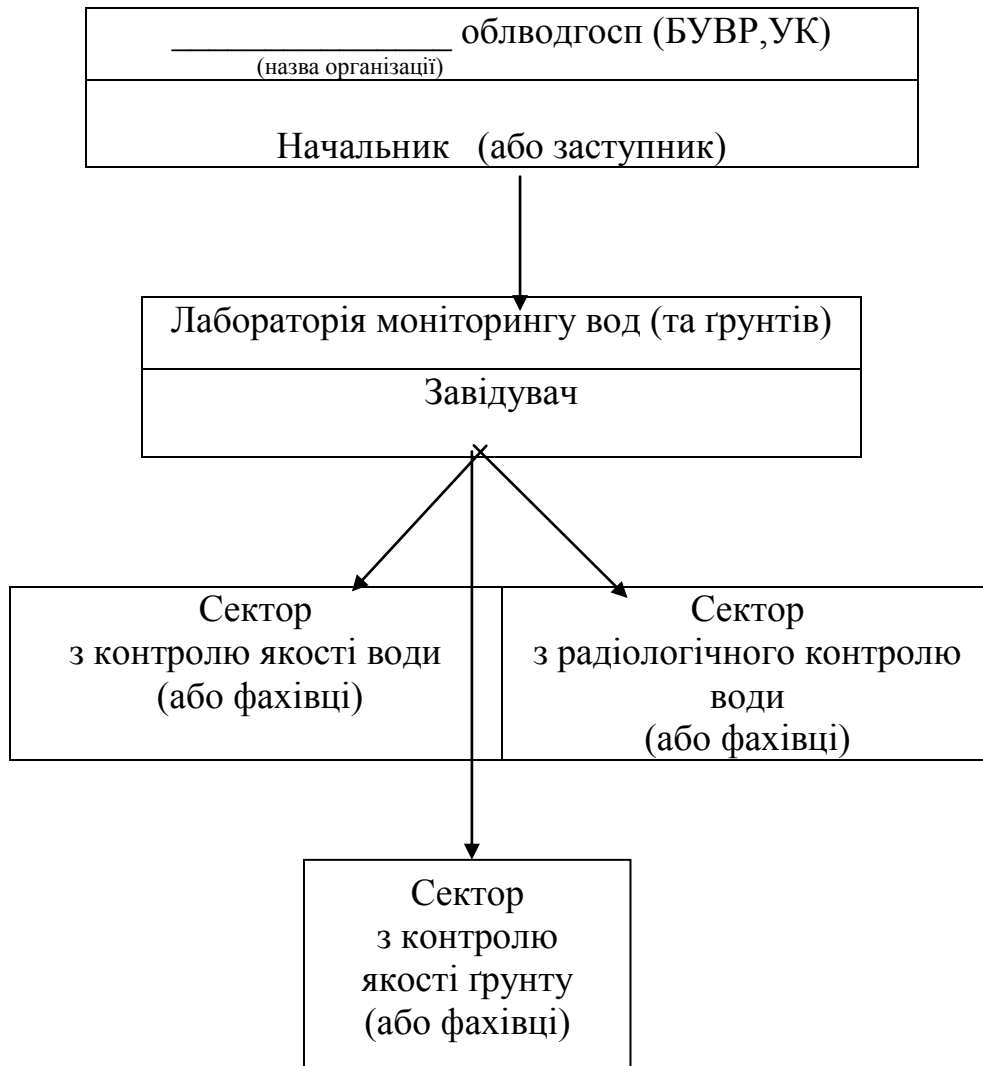 _______________ облводгосп (БУВР,УК)
(назва організації)
Начальник (або заступник)
Лабораторія моніторингу вод (та ґрунтів)
Завідувач
Сектор
з контролю якості води
(або фахівці)
Сектор
з радіологічного контролю
води
(або фахівці)
Сектор
з контролю
якості ґрунту
(або фахівці)